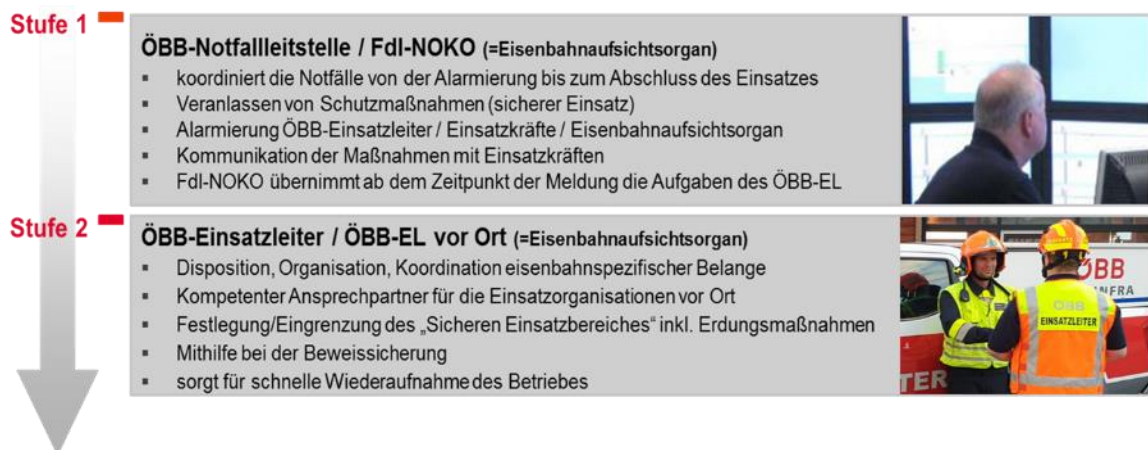 Stufe 1
ÖBB-Notfallleitstelle / FdI-NOKO (=Eisenbahnaufsichtsorgan)
▪ koordiniert die Notfälle von der Alarmierung bis zum Abschluss des Einsatzes
▪ Veranlassen von Schutzmaßnahmen (sicherer Einsatz)
▪ Alarmierung ÖBB-Einsatzleiter / Einsatzkräfte / Eisenbahnaufsichtsorgan
▪ Kommunikation der Maßnahmen mit Einsatzkräften
▪ FdI-NOKO übernimmt ab dem Zeitpunkt der Meldung die Aufgaben des ÖBB-EL
Stufe 2
ÖBB-Einsatzleiter / ÖBB-EL vor Ort (=Eisenbahnaufsichtsorgan)
▪ Disposition, Organisation, Koordination eisenbahnspezifischer Belange
▪ Kompetenter Ansprechpartner für die Einsatzorganisationen vor Ort
▪ Festlegung/Eingrenzung des „Sicheren Einsatzbereiches“ inkl. Erdungsmaßnahmen
▪ Mithilfe bei der Beweissicherung
▪ sorgt für schnelle Wiederaufnahme des Betriebes
ÖBB
INFRA
ÖBB
EINSATZLEITER
TER